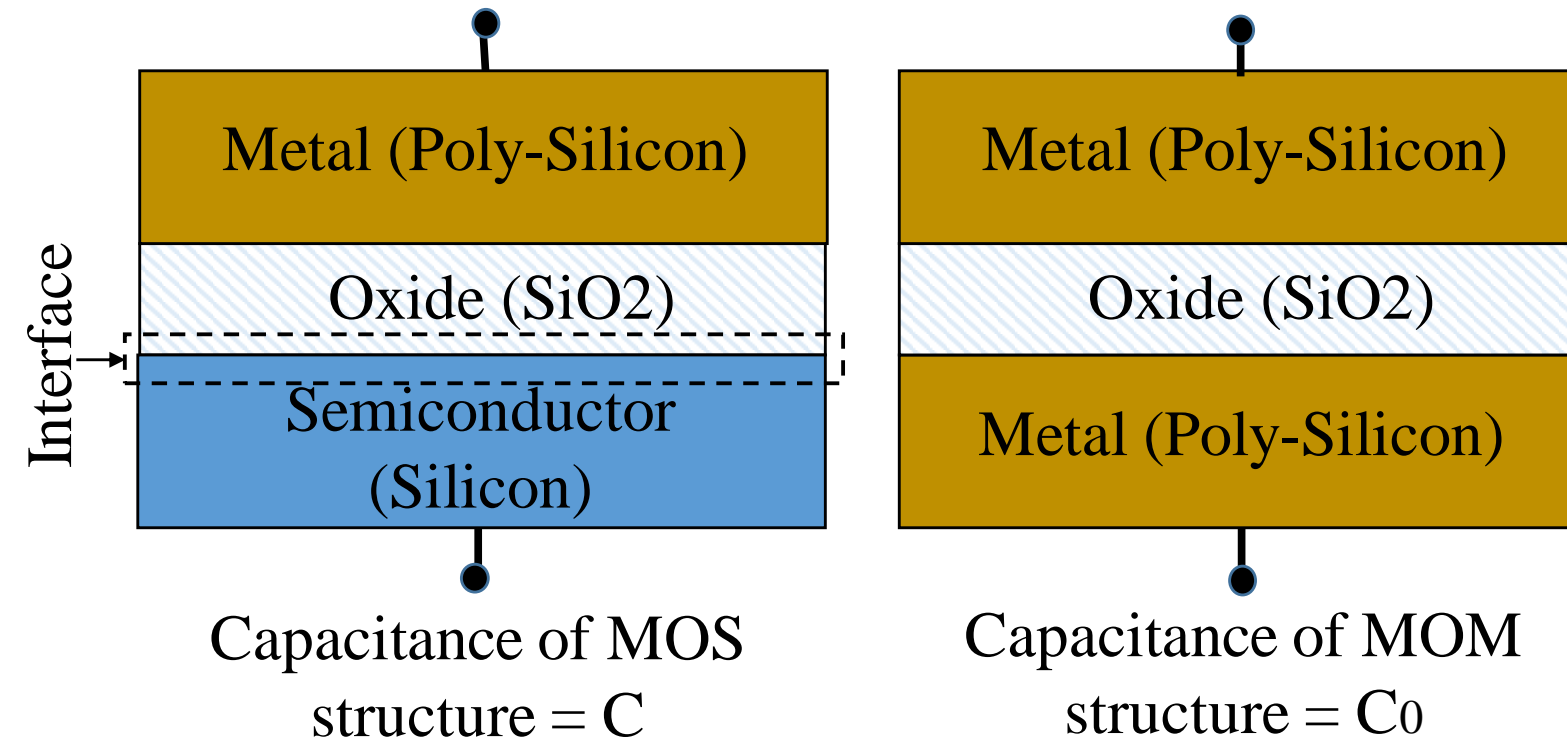 Metal (Poly-Silicon)
Oxide (SiO2)
Interface
Semiconductor
(Silicon)
Capacitance of MOS
structure = C
Metal (Poly-Silicon)
Oxide (SiO2)
Metal (Poly-Silicon)
Capacitance of MOM
structure = C0